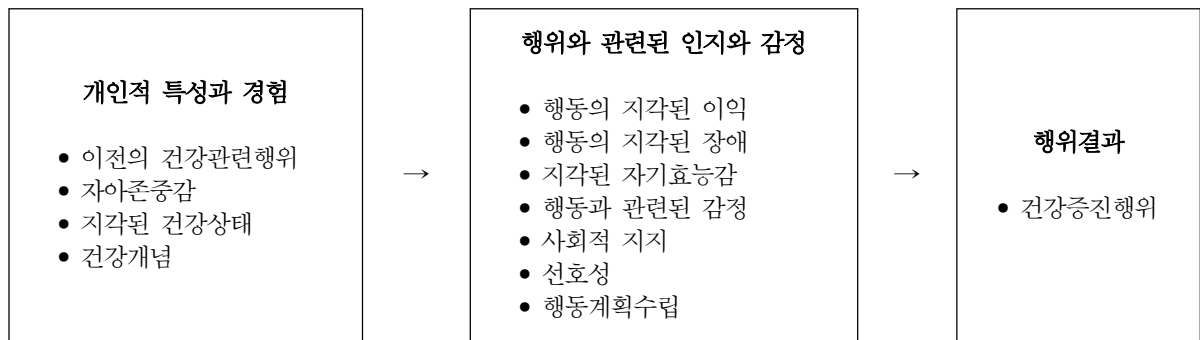 개인적 특성과 경험
• 이전의 건강관련행위
• 자아존중감
• 지각된 건강상태
• 건강개념
→
행위와 관련된 인지와 감정
• 행동의 지각된 이익
• 행동의 지각된 장애
• 지각된 자기효능감
• 행동과 관련된 감정
• 사회적 지지
• 선호성
• 행동계획수립
→
행위결과
• 건강증진행위